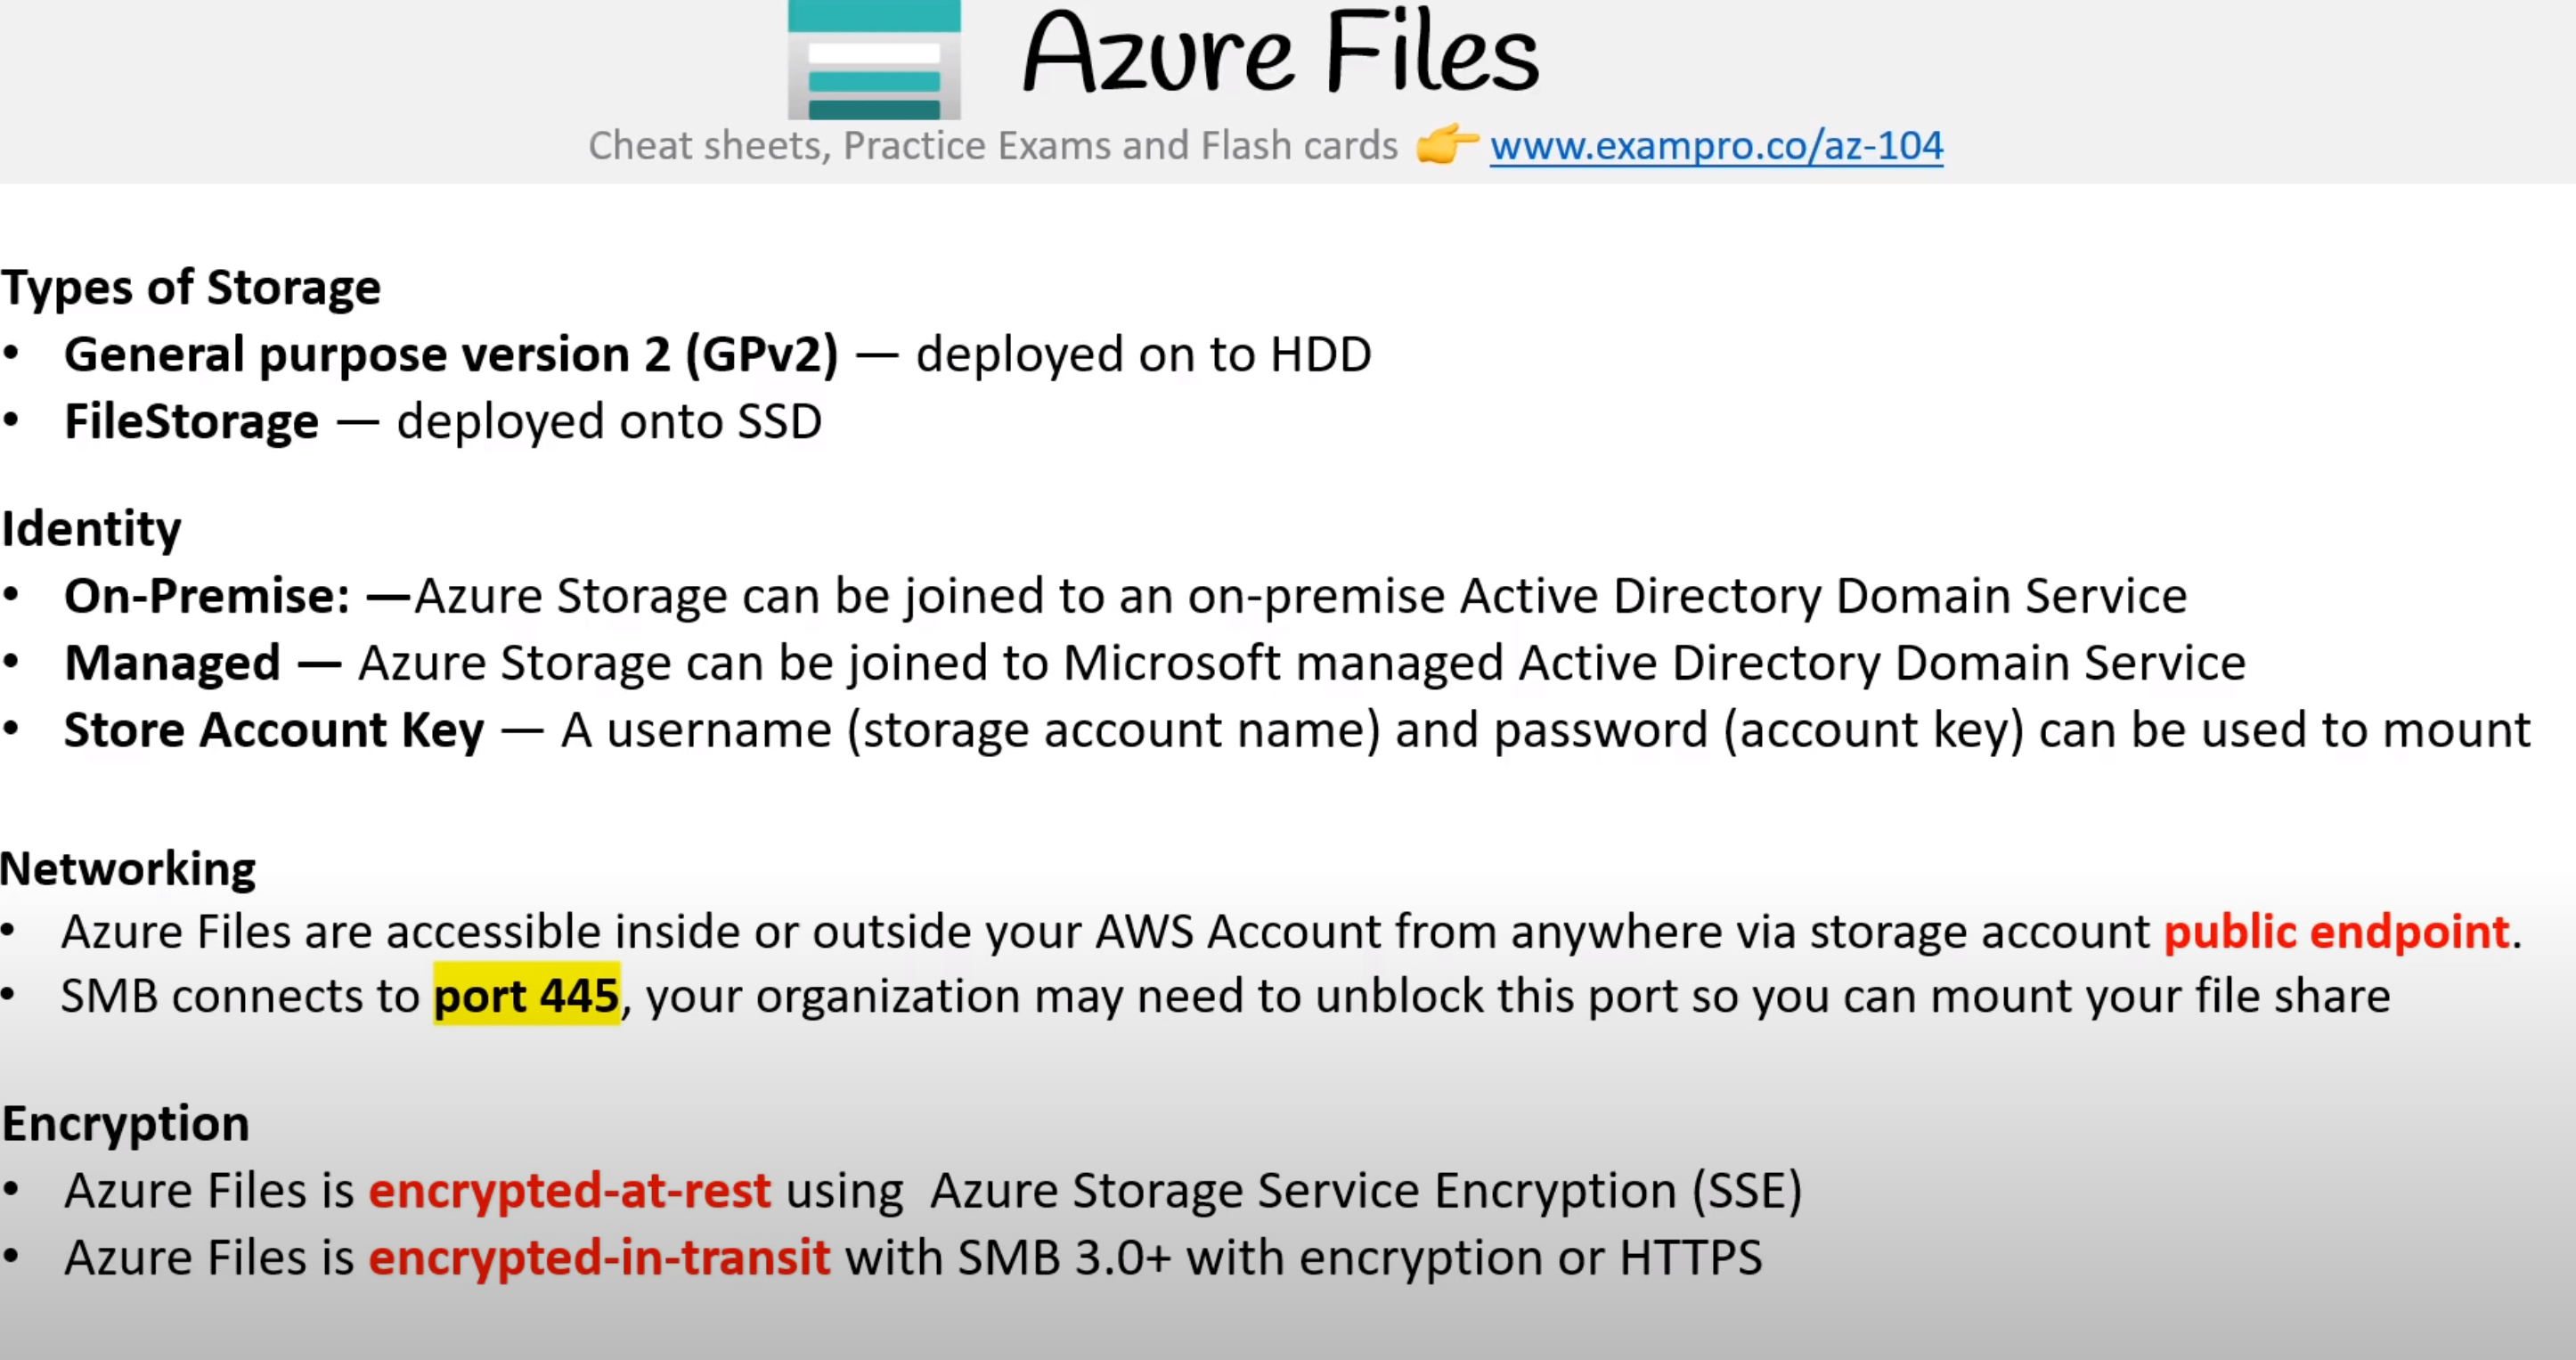 Azure Files
Cheat sheets, Practice Exams and Flash cards 👉 www.exampro.co/az-104
Types of Storage
• General purpose version 2 (GPv2) — deployed on to HDD
• FileStorage — deployed onto SSD
Identity
• On-Premise: —Azure Storage can be joined to an on-premise Active Directory Domain Service
• Managed — Azure Storage can be joined to Microsoft managed Active Directory Domain Service
• Store Account Key — A username (storage account name) and password (account key) can be used to mount
Networking
• Azure Files are accessible inside or outside your AWS Account from anywhere via storage account public endpoint.
• SMB connects to port 445, your organization may need to unblock this port so you can mount your file share
Encryption
• Azure Files is encrypted-at-rest using  Azure Storage Service Encryption (SSE)
• Azure Files is encrypted-in-transit with SMB 3.0+ with encryption or HTTPS